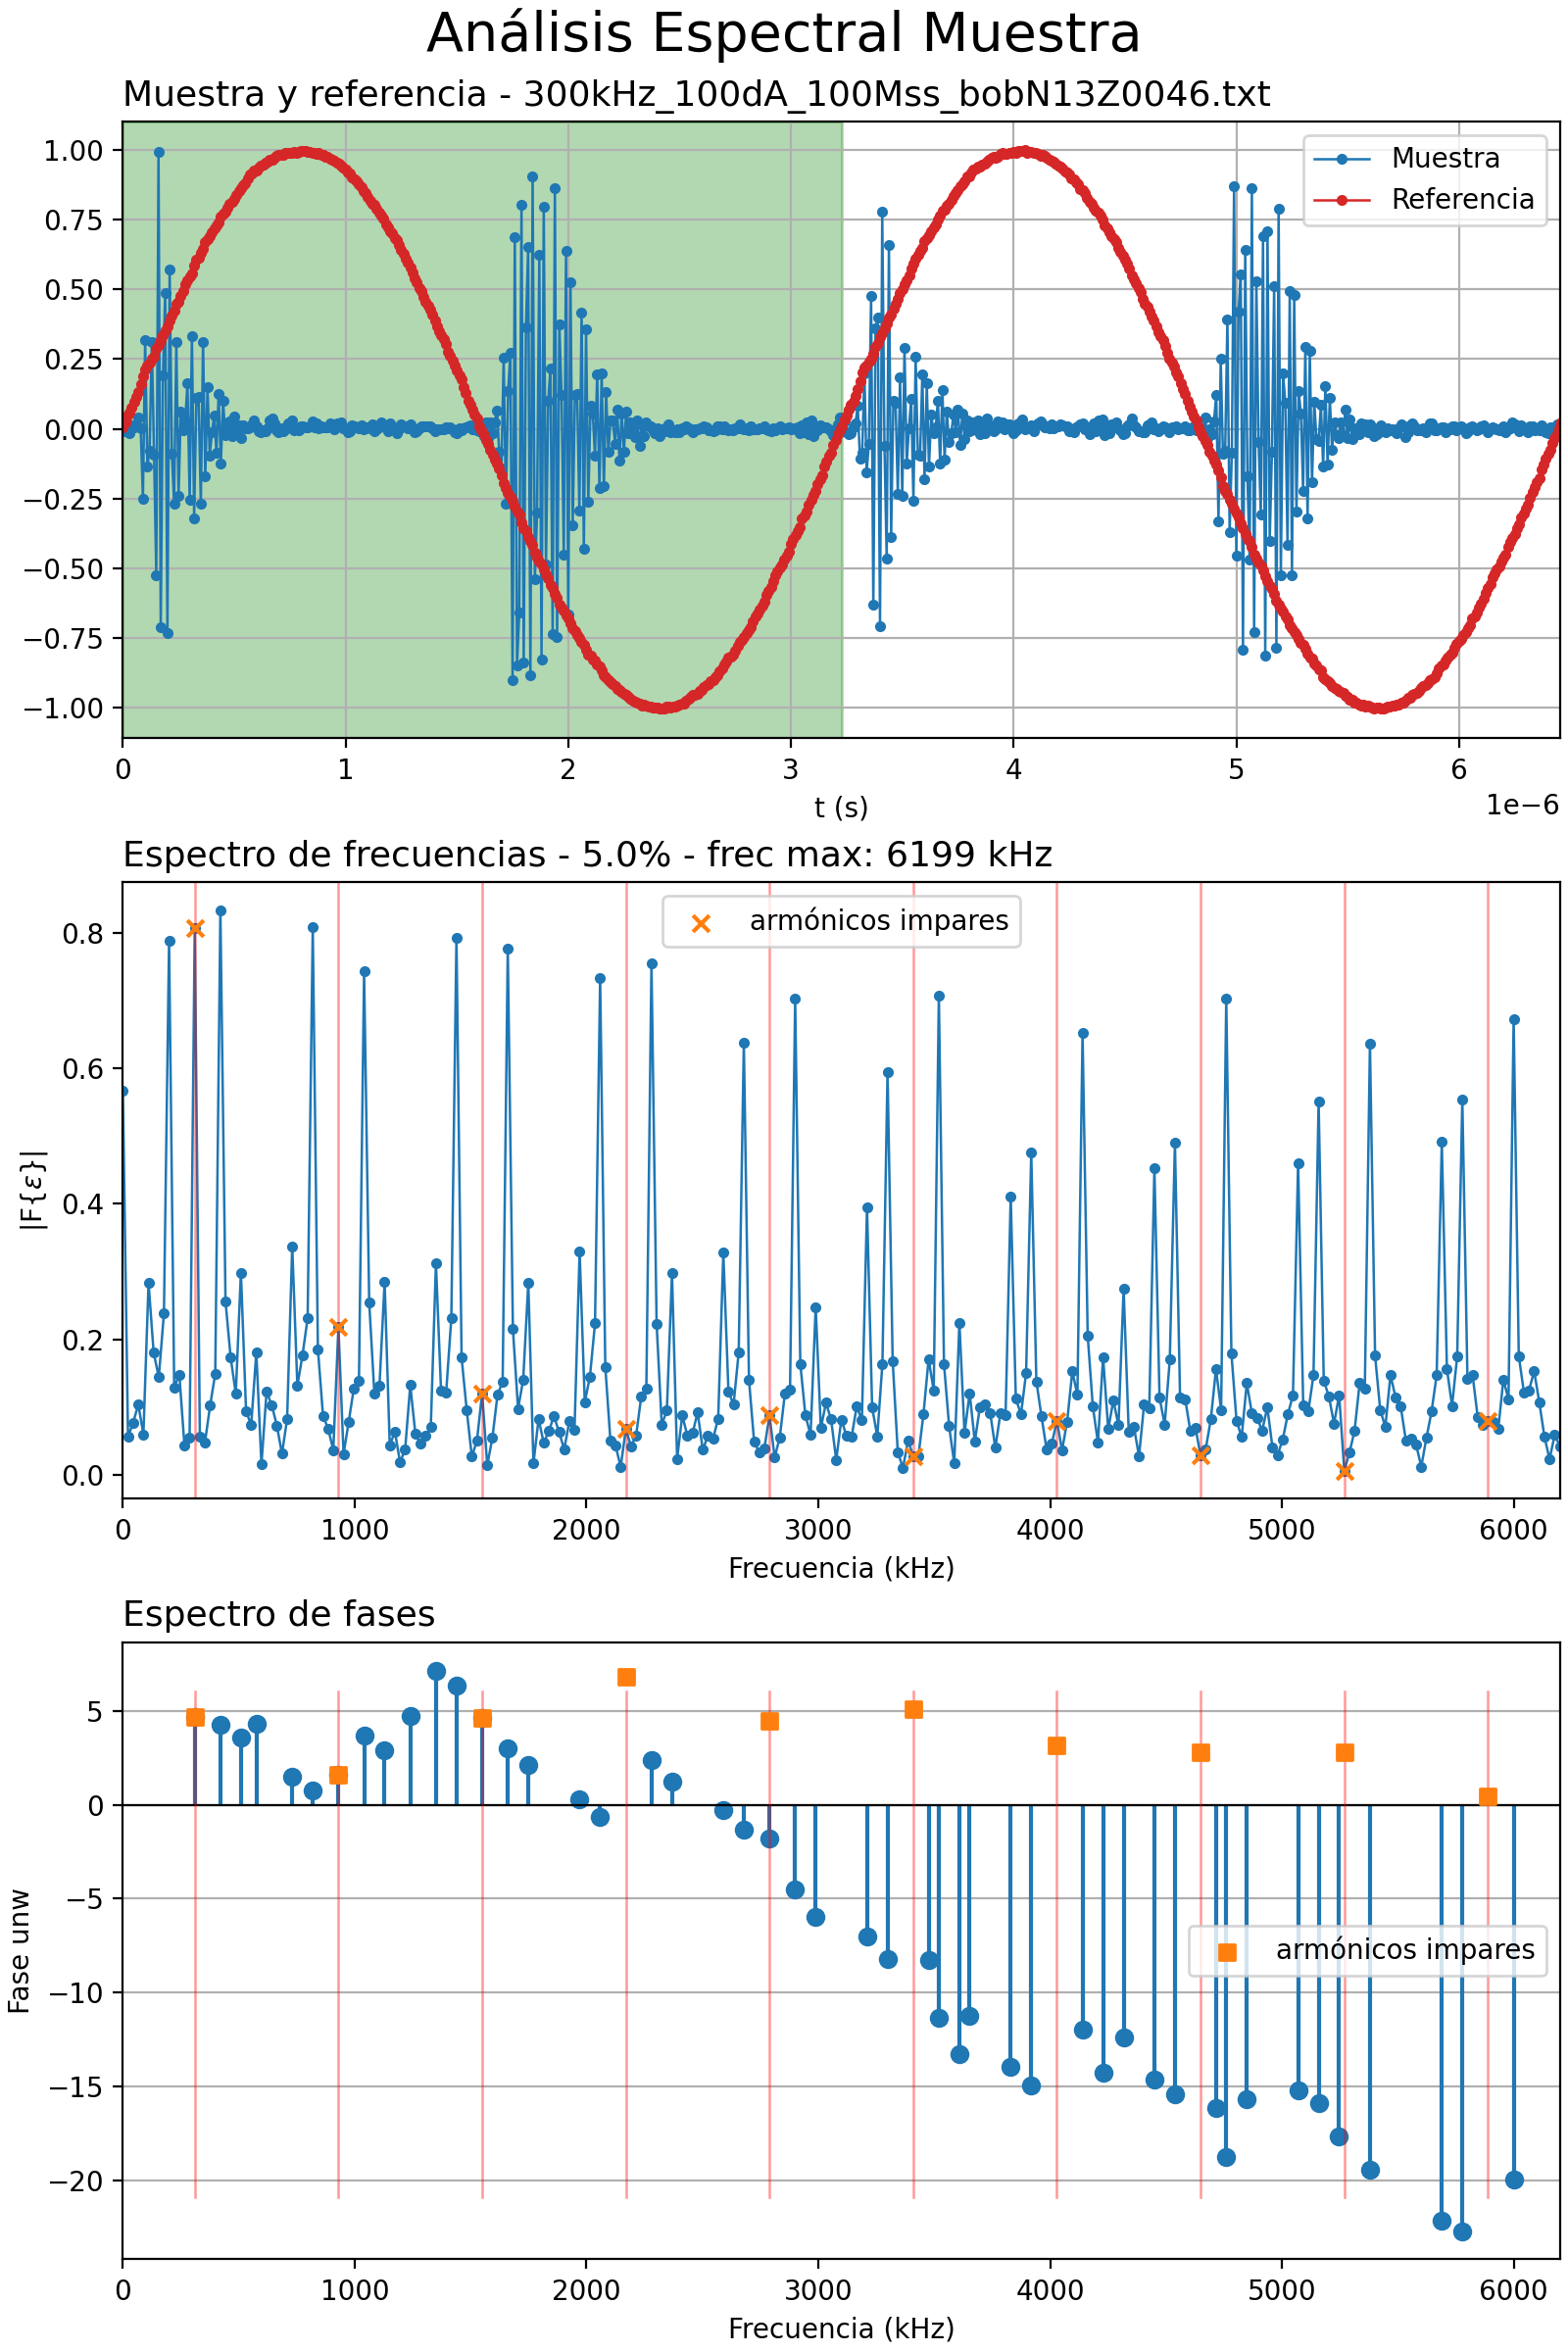 Análisis Espectral Muestra
Muestra y referencia - 300kHz_100dA_100Mss_bobN13Z0046.txt
1.00
0.75
0.50
0.25
0.00
−0.25
−0.50
−0.75
−1.00
Muestra
Referencia
0 1 2 3 4 5 6
t (s)
1e−6
Espectro de frecuencias - 5.0% - frec max: 6199 kHz
armónicos impares
|F{ε}|
0.8
0.6
0.4
0.2
0.0
0 1000 2000 3000 4000 5000 6000
Frecuencia (kHz)
Espectro de fases
Fase unw
5
0
−5
−10
−15
−20
armónicos impares
0 1000 2000 3000 4000 5000 6000
Frecuencia (kHz)